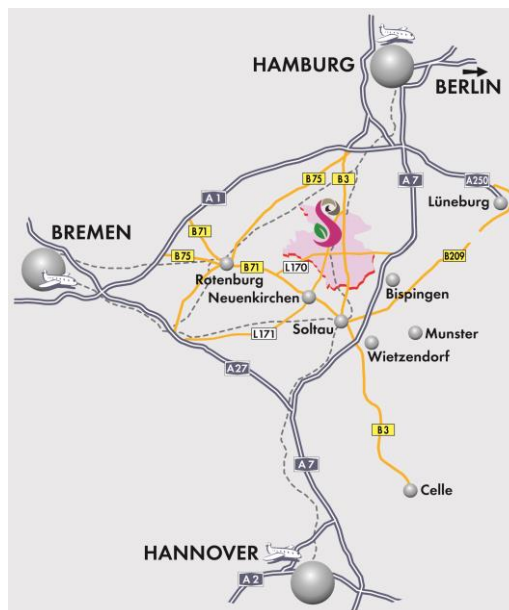 HAMBURG
BERLIN
B75
B3
A7
A250
A1
Lüneburg
B71
BREMEN
B75
B71
L170
B209
Rotenburg
Neuenkirchen
Bispingen
Soltau
Munster
L171
Wietzendorf
A27
B3
A7
Celle
HANNOVER
A2